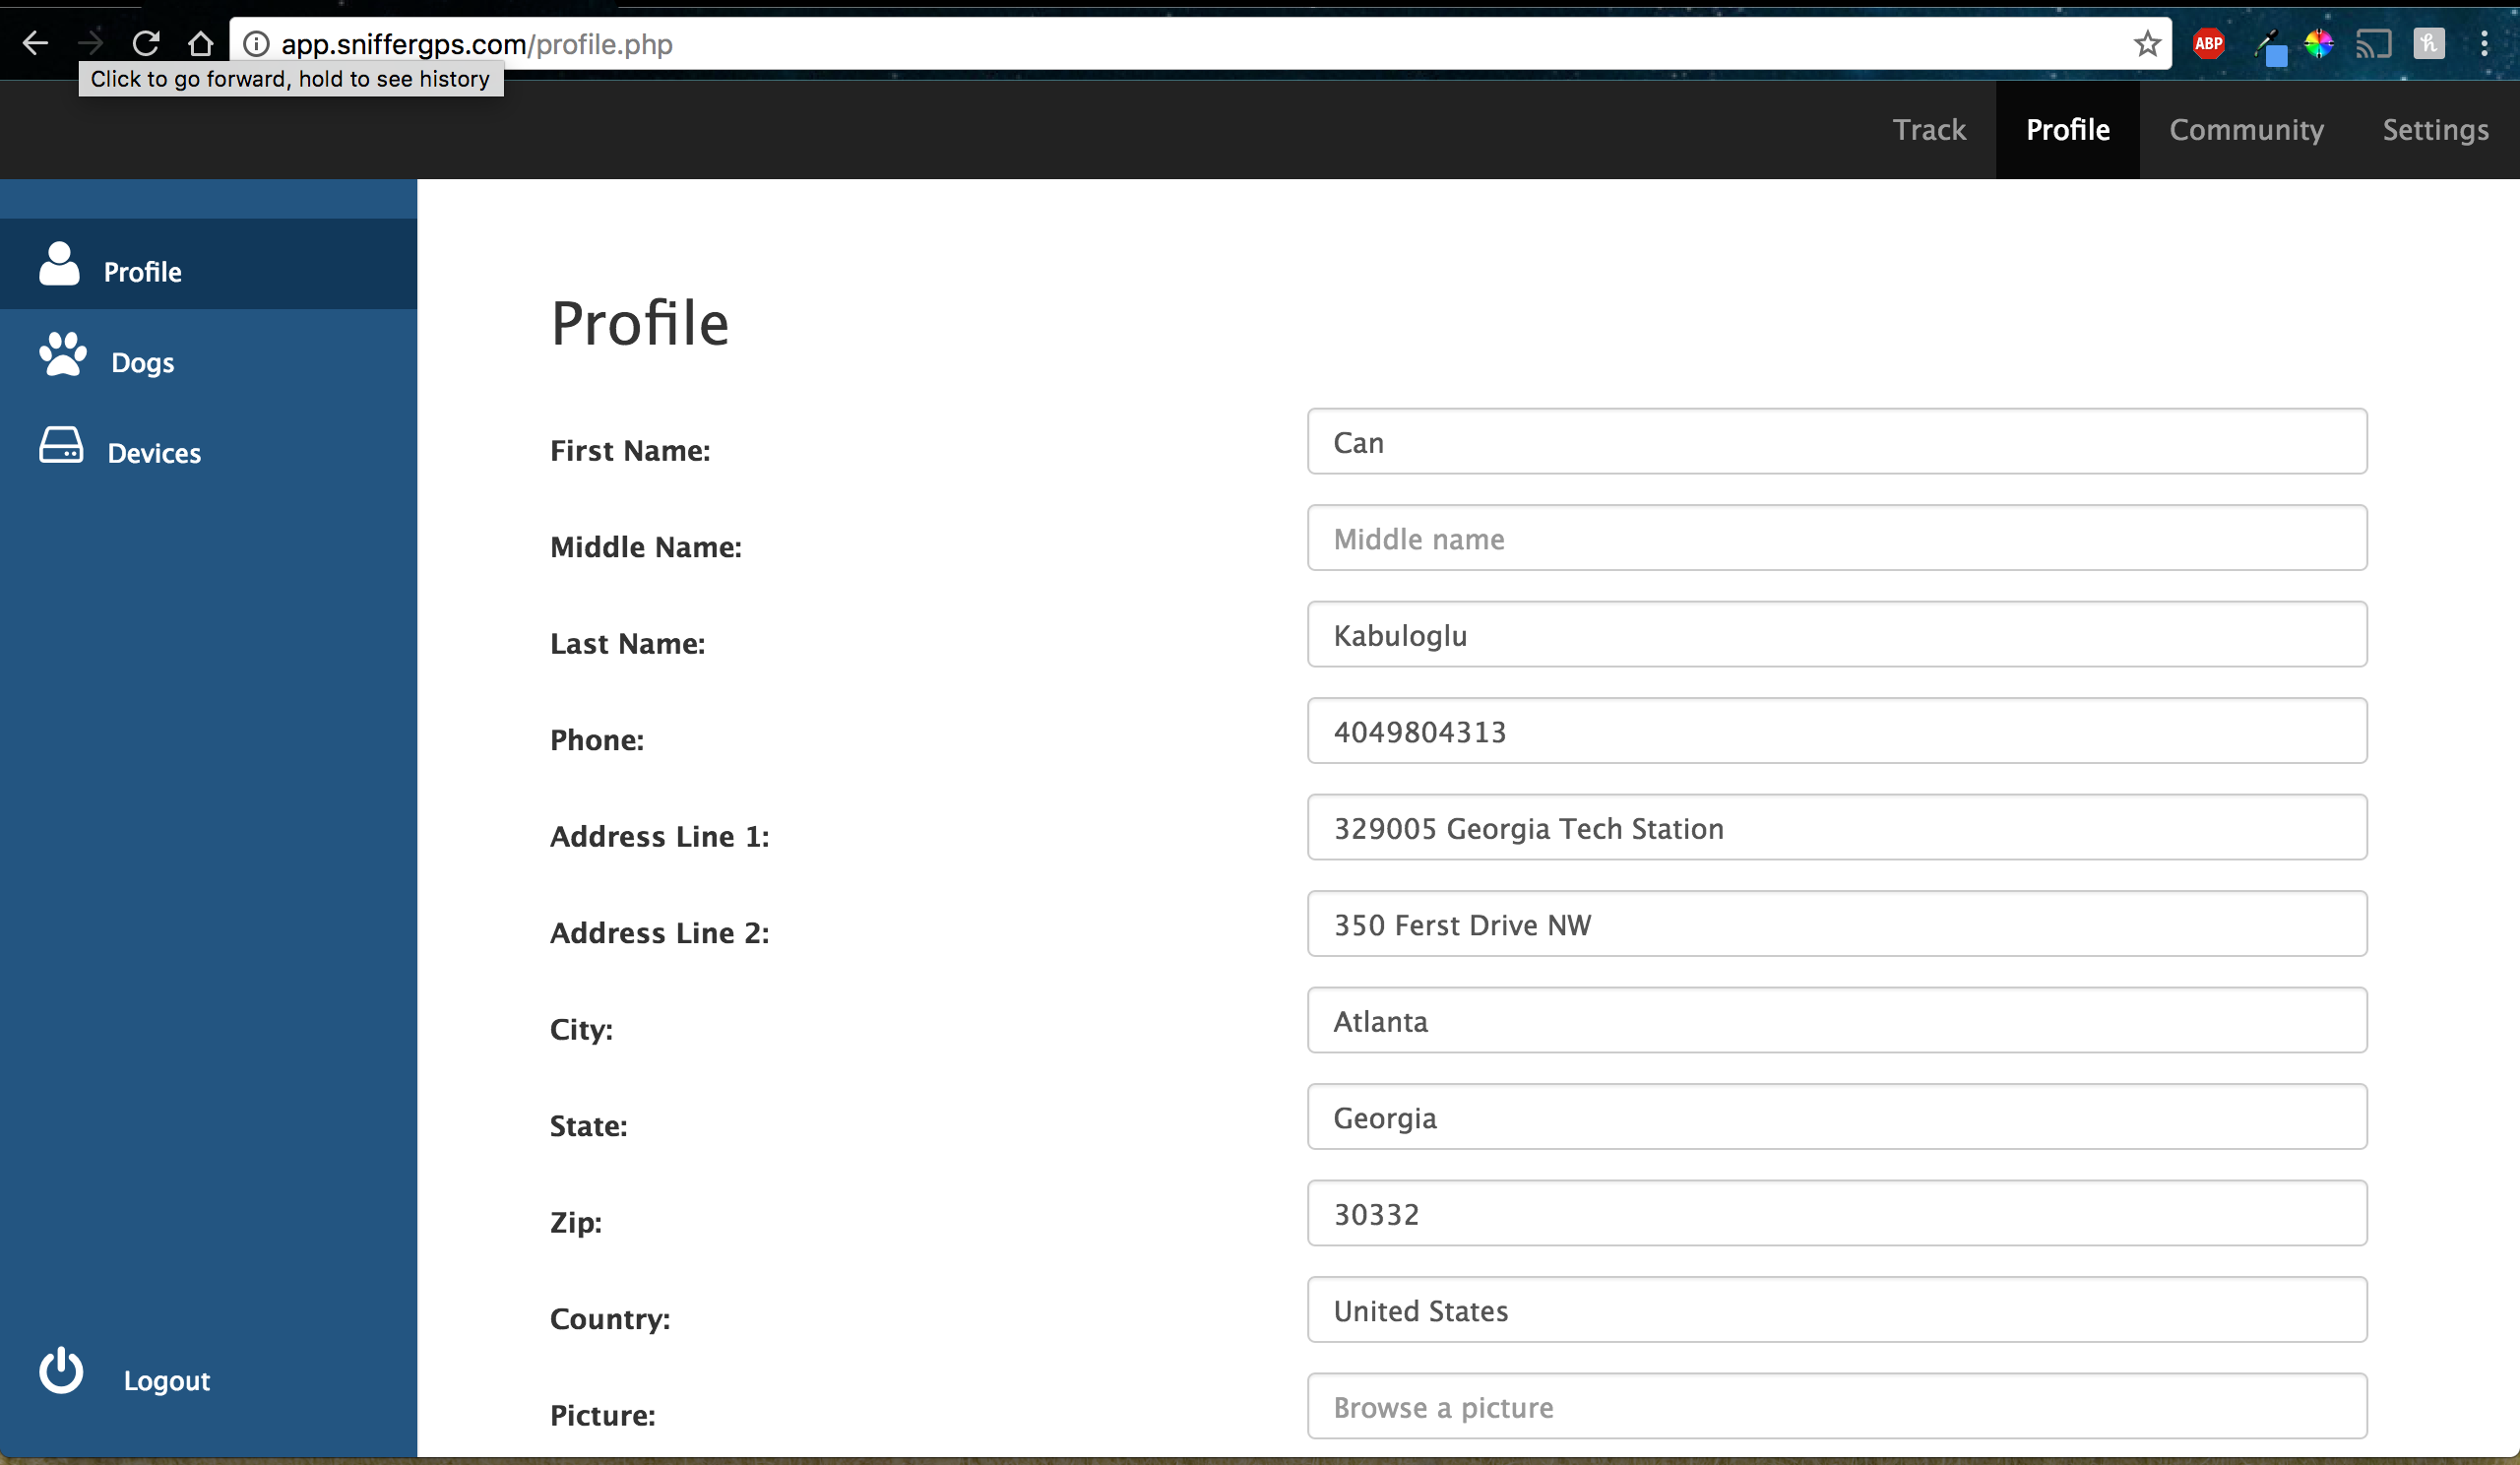 app.sniffergps.com/profile.php
ABP
h
Click to go forward, hold to see history
Track
Profile
Community
Settings
Profile
Dogs
Devices
Logout
Profile
First Name:
Can
Middle Name:
Middle name
Last Name:
Kabuloglu
Phone:
4049804313
Address Line 1:
329005 Georgia Tech Station
Address Line 2:
350 Ferst Drive NW
City:
Atlanta
State:
Georgia
Zip:
30332
Country:
United States
Picture:
Browse a picture